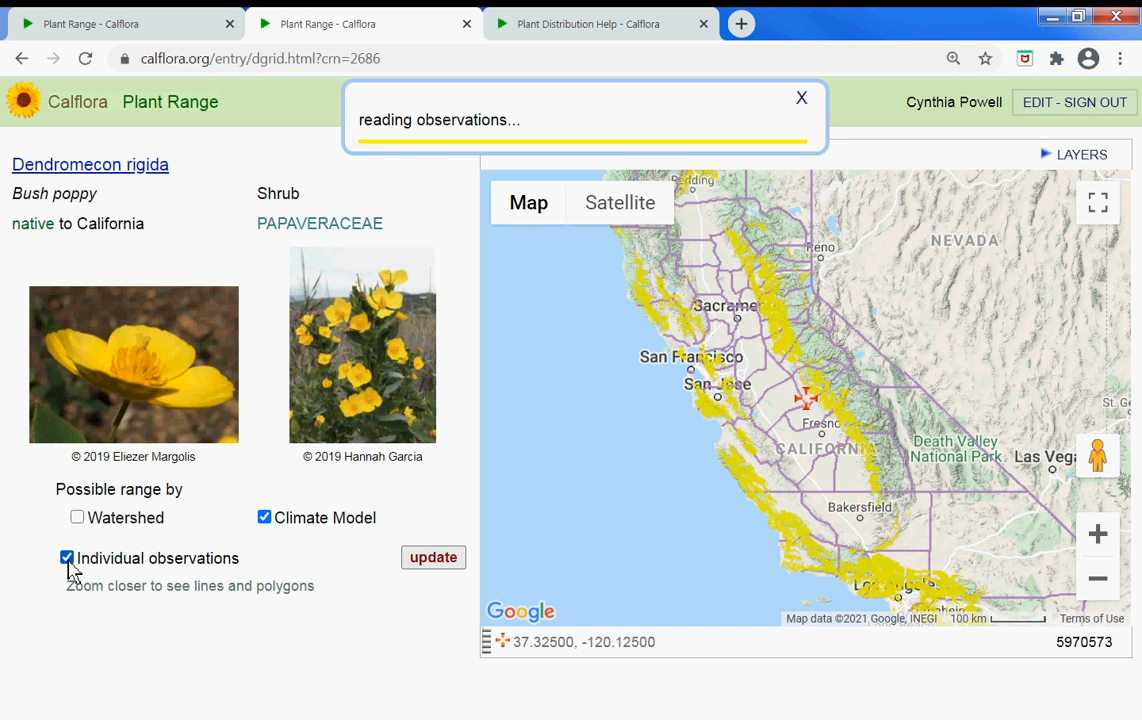 Plant Range - Calflora
Plant Range - Calflora
Plant Distribution Help - Calflora
calflora.org/entry/dgrid.html?crn=2686
Calflora Plant Range
reading observations...
X
Cynthia Powell
EDIT - SIGN OUT
Dendromecon rigida
Bush poppy
Shrub
native to California
PAPAVERACEAE
© 2019 Eliezer Margolis
© 2019 Hannah Garcia
Possible range by
Watershed
Climate Model
Individual observations
update
Zoom closer to see lines and polygons
LAYERS
Map
Satellite
Redding
Reno
NEVADA
San Francisco
San Jose
Fresno
CALIFORNIA
Death Valley
National Park
Las Vega
St. Ge
Bakersfield
Los Angeles
Google
Map data ©2021 Google, INEGI
100 km
Terms of Use
37.32500, -120.12500
5970573